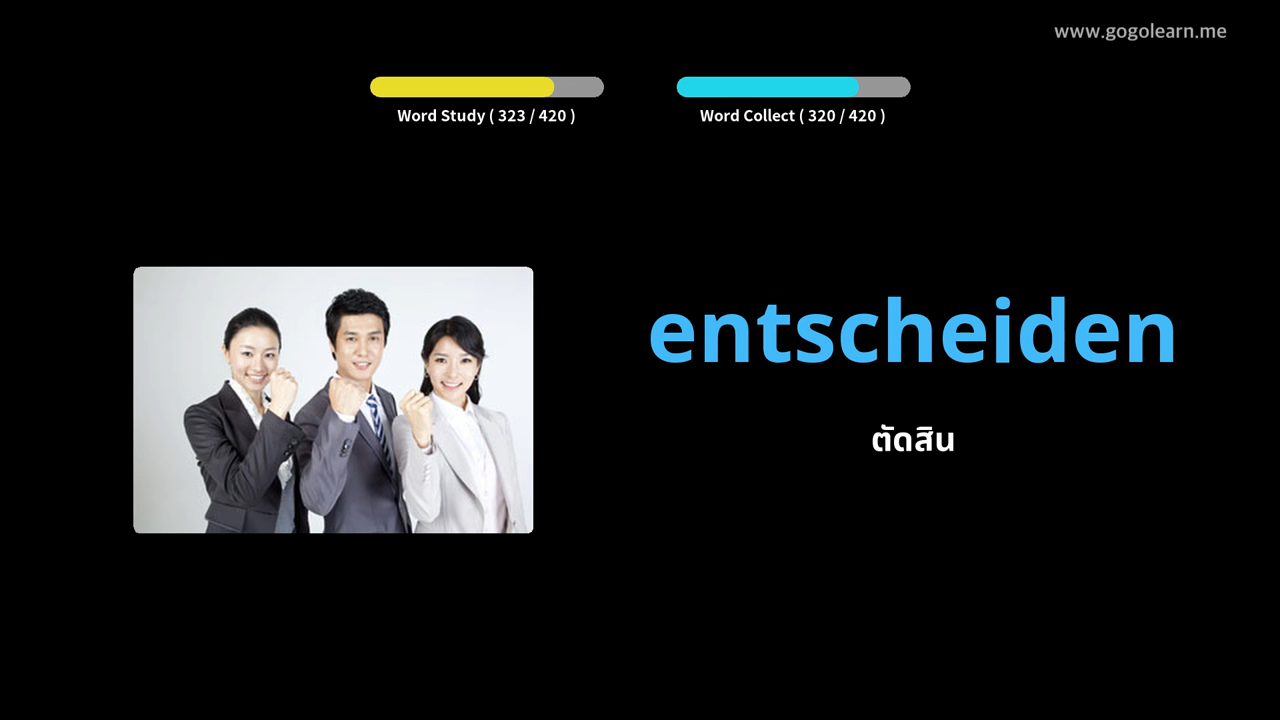 www.gogolearn.me
Word Study ( 323 / 420 )
Word Collect ( 320 / 420 )
entscheiden
ตัดสิน